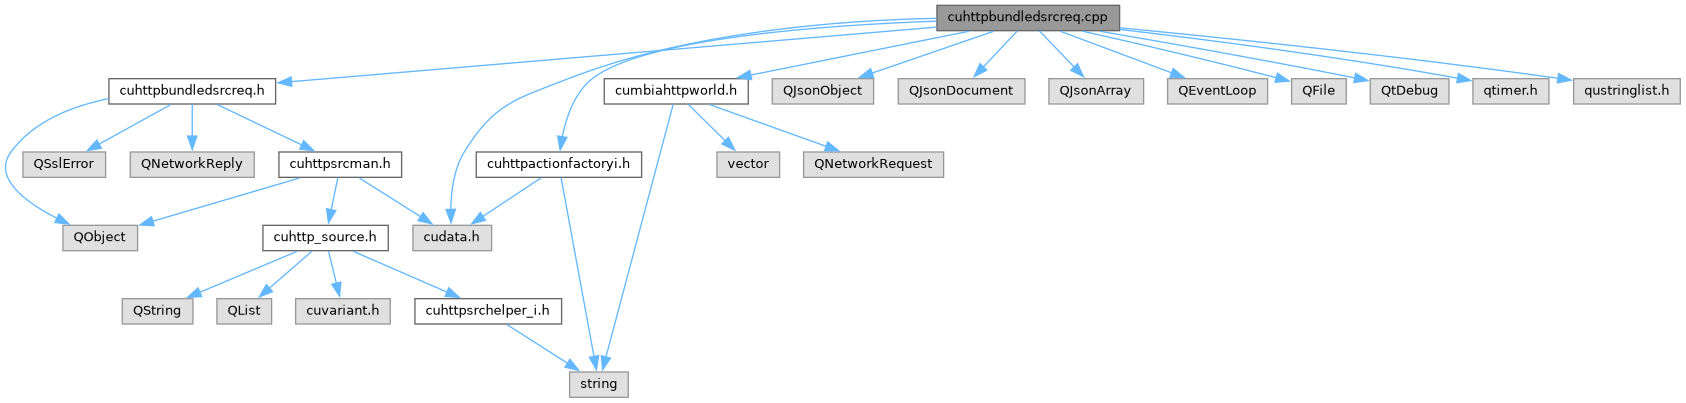 cuhttpbundledsrcreq.cpp
cuhttpbundledsrcreq.h
cumbiahttpworld.h
QJsonObject
QJsonDocument
QJsonArray
QEventLoop
QFile
QtDebug
qtimer.h
qustringlist.h
QSslError
QNetworkReply
cuhttpsrcman.h
cuhttpactionfactoryi.h
vector
QNetworkRequest
QObject
cuhttp_source.h
cudata.h
QString
QList
cuvariant.h
cuhttpsrchelper_i.h
string